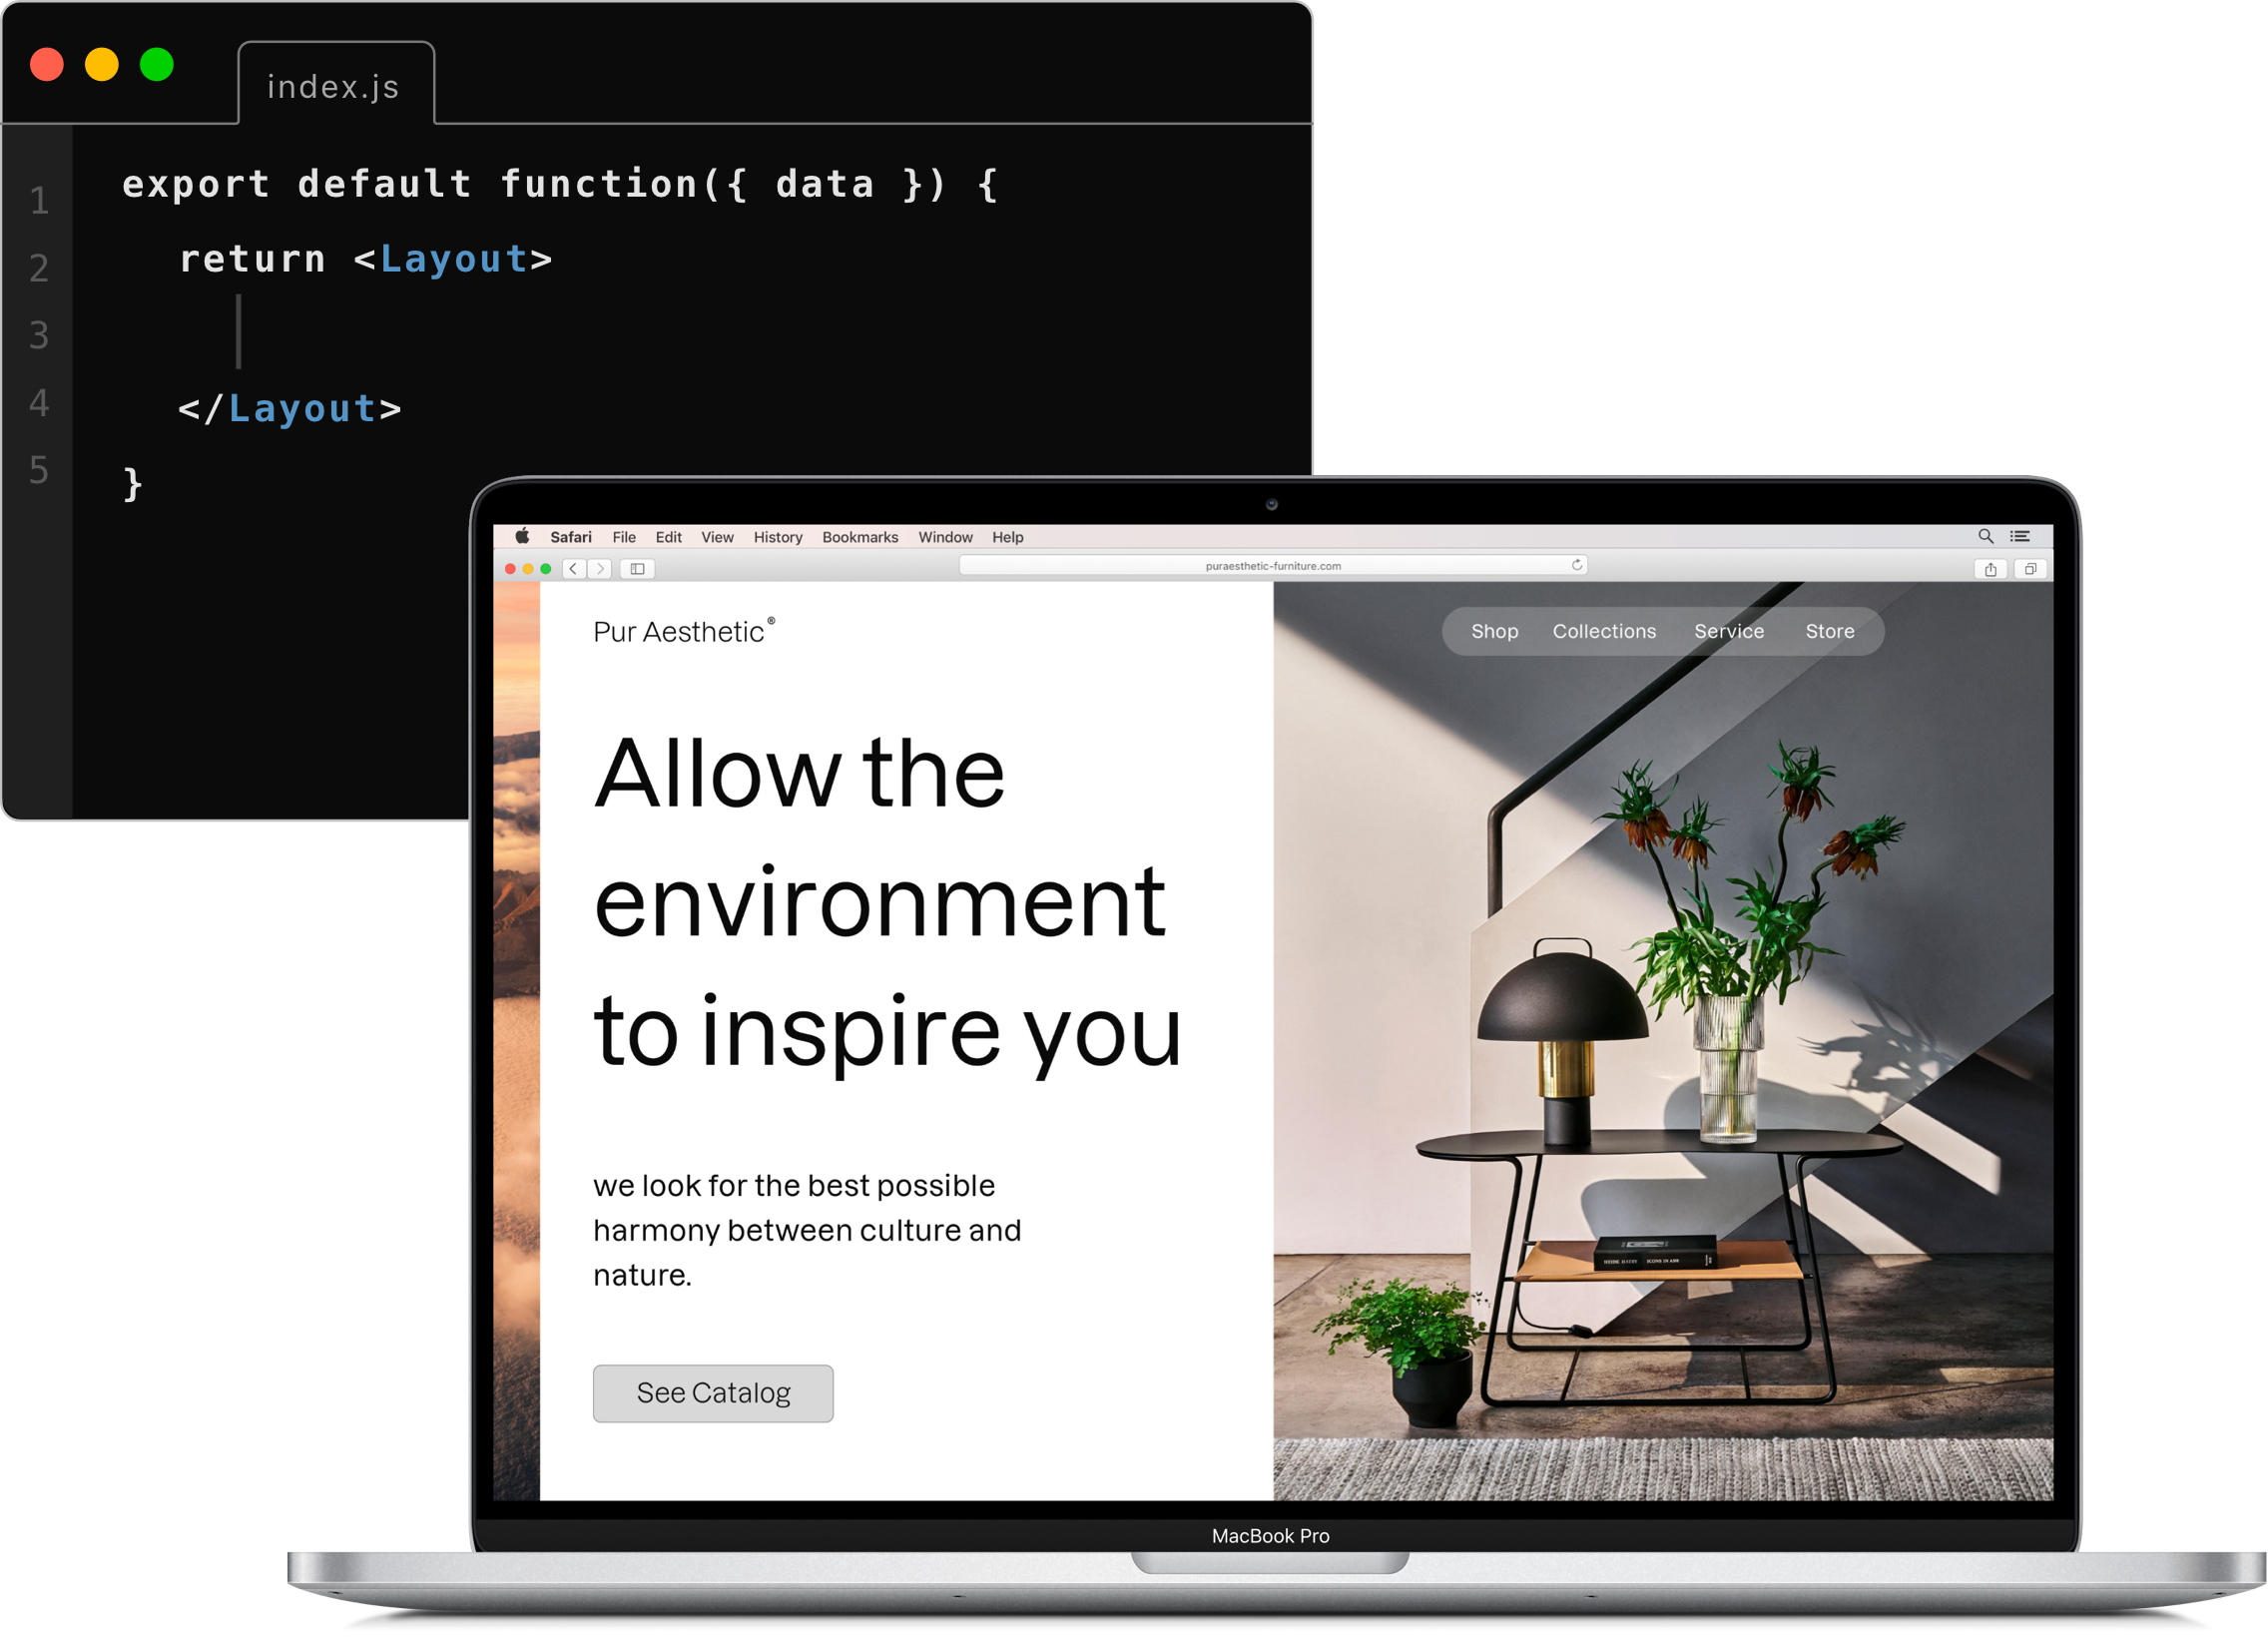 index.js
1
export default function({ data }) {
2
return <Layout>
3
4
</Layout>
5
}
Safari File Edit View History Bookmarks Window Help
puraesthetic-furniture.com
Pur Aesthetic®
Shop Collections Service Store
Allow the
environment
to inspire you
we look for the best possible
harmony between culture and
nature.
See Catalog
MacBook Pro